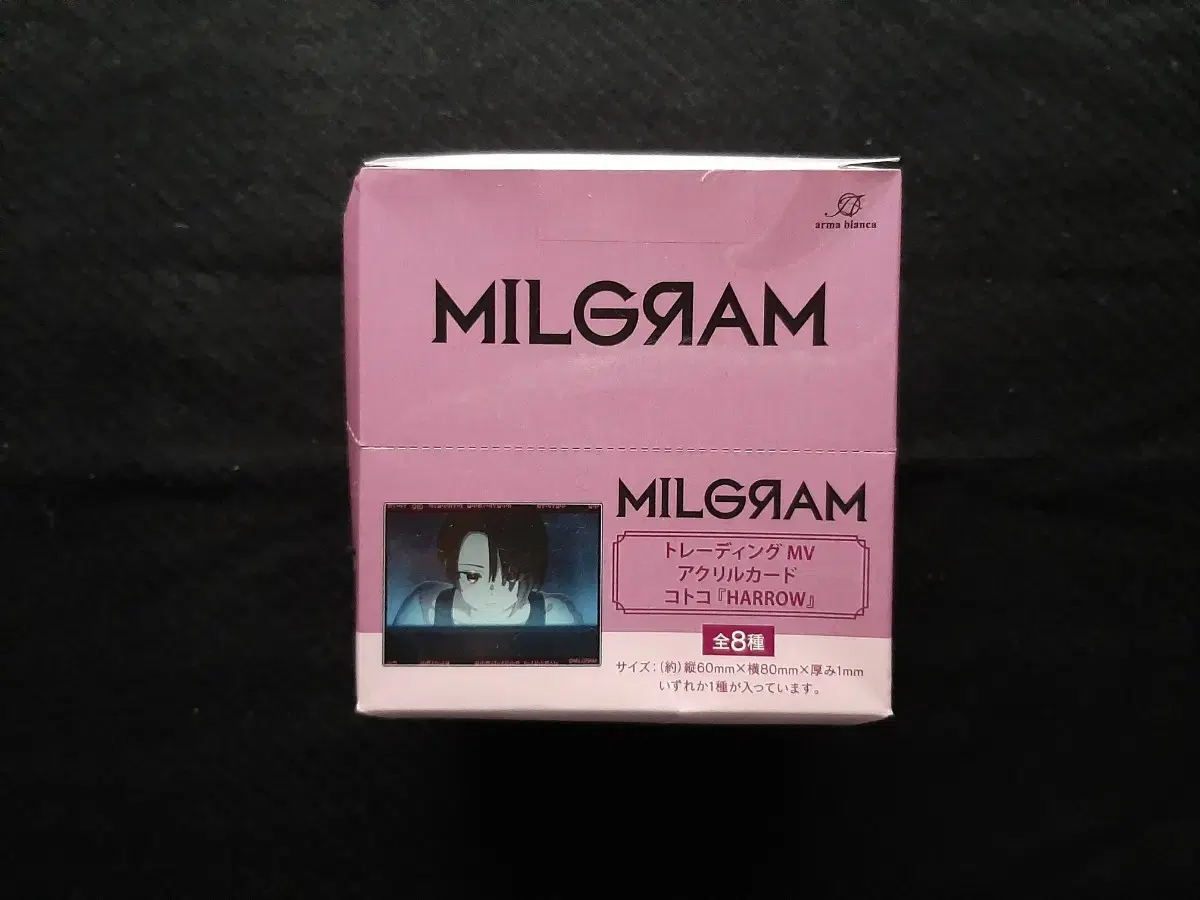 arma bianca
MILGЯAM
MILGЯAM
トレーディング MV
アクリルカード
コトコ『HARROW』
全8種
サイズ:(約)縦60mm×横80mm×厚み1mm
いずれか1種が入っています。
©MILGRAM